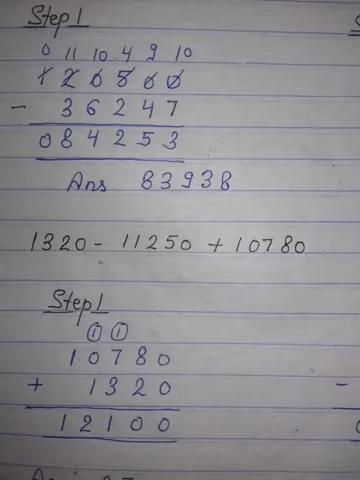 Step 1
0 11 10 4 9 10
1 2 0 5 0 0
- 3 6 2 4 7
0 8 4 2 5 3
Ans 83938
1320 - 11250 + 10780
Step 1
1 1
1 0 7 8 0
+ 1 3 2 0
1 2 1 0 0